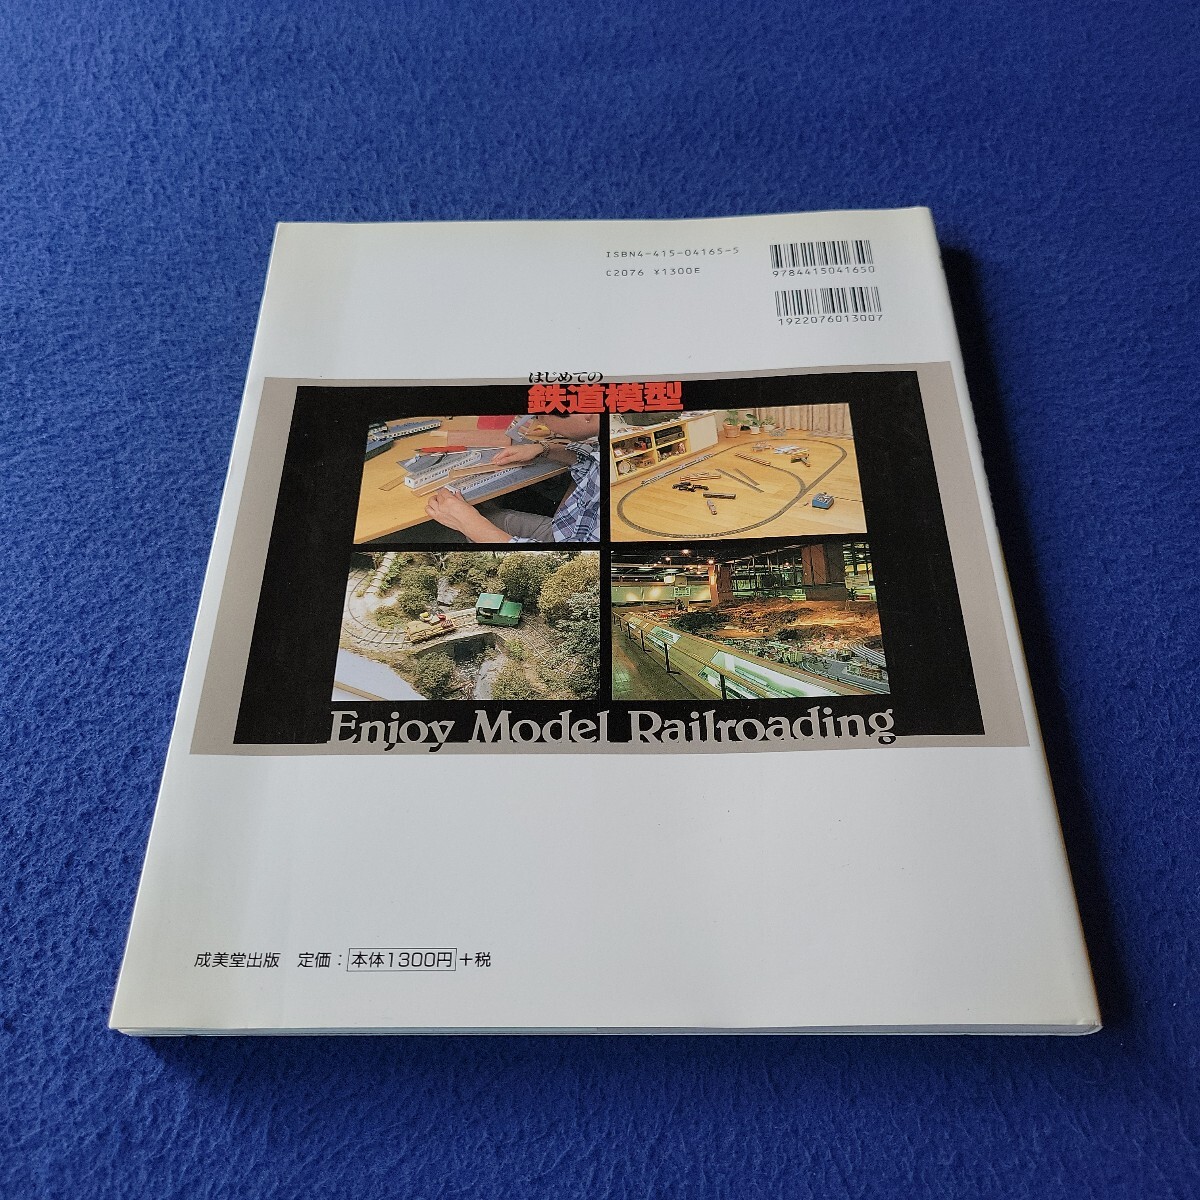 ISBN4-415-04165-5
C2076 ¥1300E
9784415041650
1922076013007
はじめての
鉄道模型
Enjoy Model Railroading
成美堂出版 定価：本体1300円+税